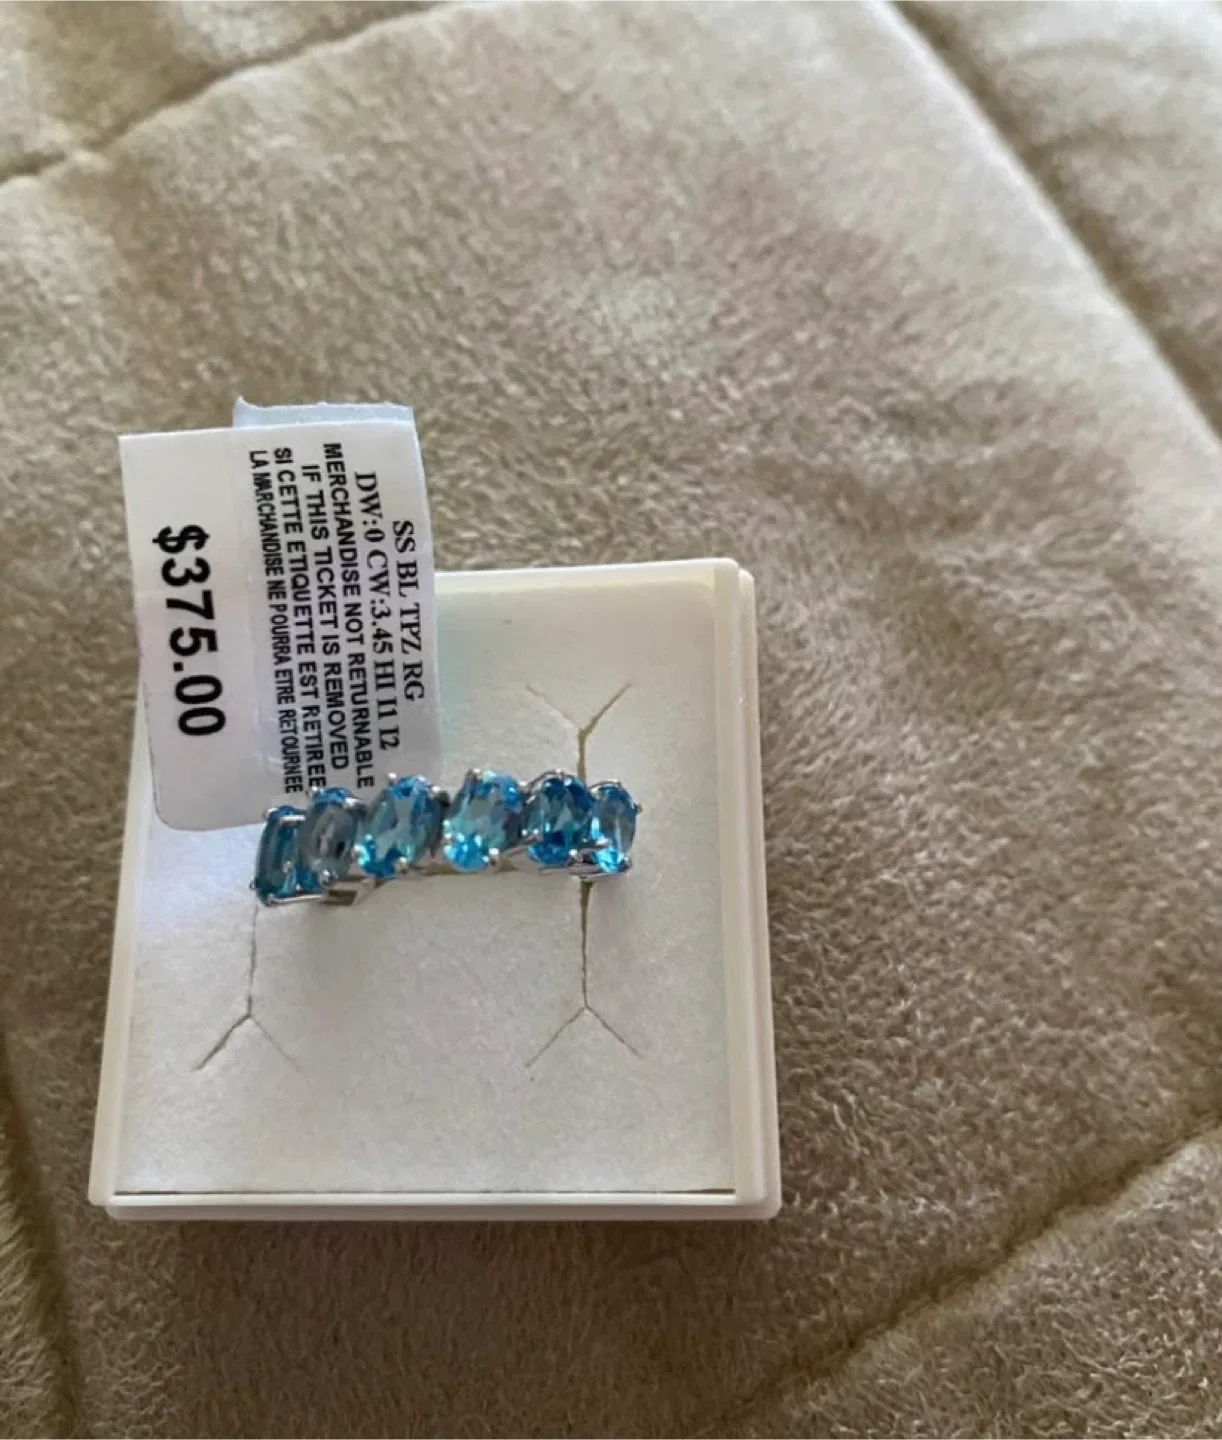 SS BL TPZ RG
DW:0 CW:3.45 HI I1 I2
MERCHANDISE NOT RETURNABLE
IF THIS TICKET IS REMOVED
SI CETTE ETIQUETTE EST RETIREE
LA MARCHANDISE NE POURRA ETRE RETOURNEE
$375.00